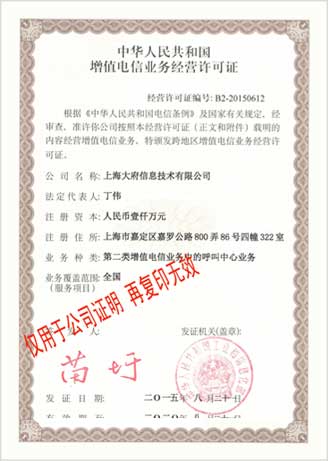 中华人民共和国
增值电信业务经营许可证
经营许可证编号: B2-20150612
根据《中华人民共和国电信条例》及国家有关规定，经
审查，准许你公司按照本经营许可证（正文和附件）载明的
内容经营增值电信业务，特颁发跨地区增值电信业务经营许
可证。
公司名称: 上海大府信息技术有限公司
法定代表人: 丁伟
注册资本: 人民币壹仟万元
注册住所: 上海市嘉定区嘉罗公路800弄86号四幢322室
业务种类: 第二类增值电信业务中的呼叫中心业务
业务覆盖范围: 全国
(服务项目)
仅用于公司证明 再复印无效
发人:
发证机关(盖章):
苗圩
发证日期: 二〇一五年八月二十日